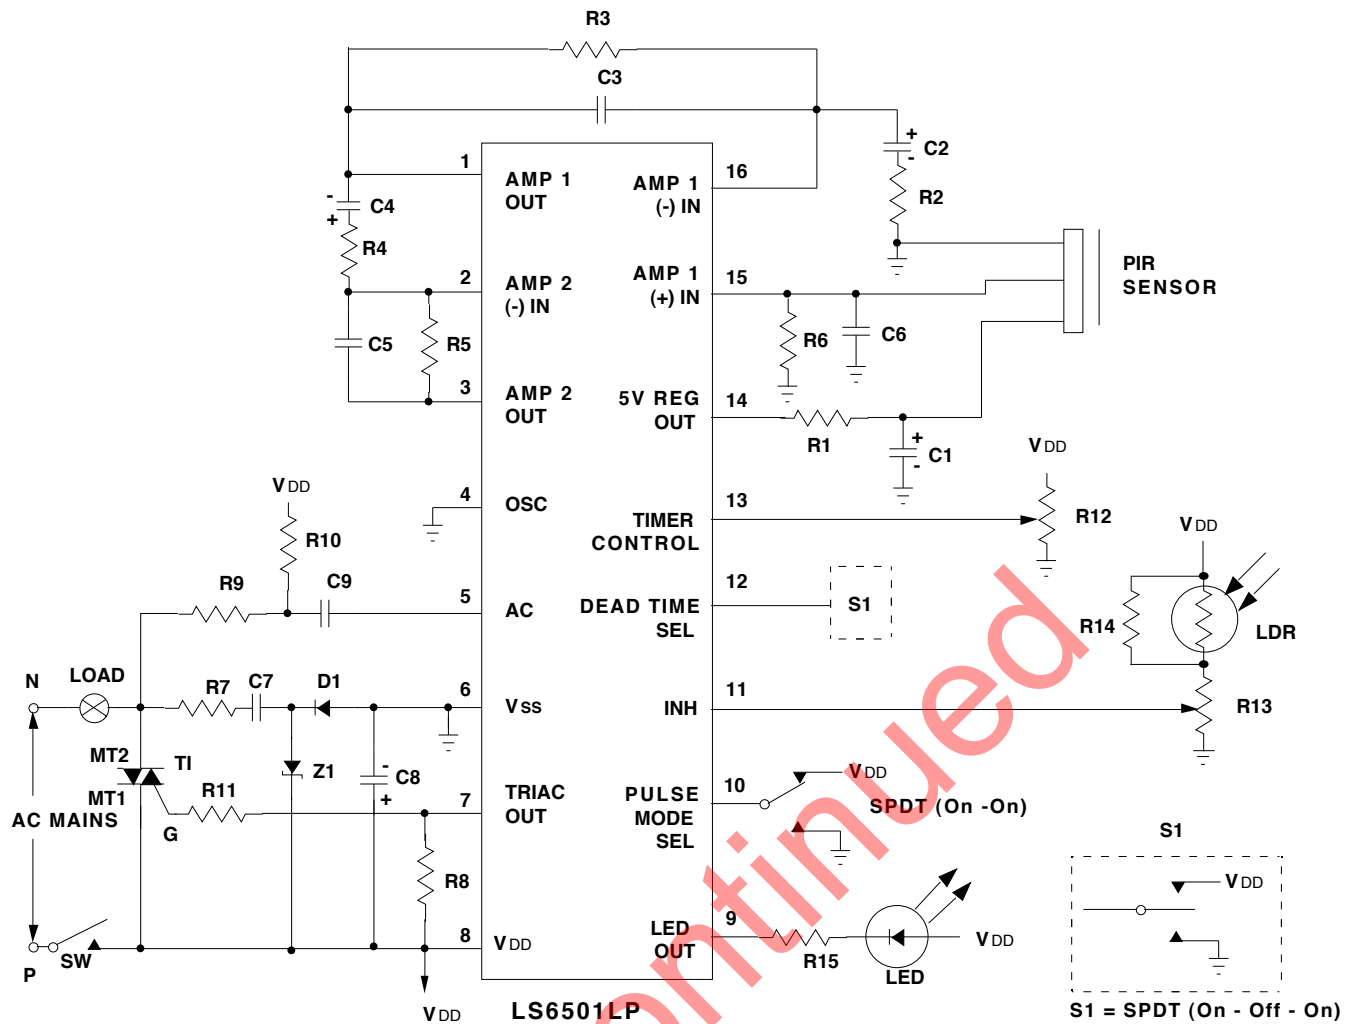 R3
C3
+
C2
-
R2
1
AMP 1
OUT
16
AMP 1
(-) IN
-
C4
+
R4
2
AMP 2
(-) IN
15
AMP 1
(+) IN
PIR
SENSOR
C5
R5
R6
C6
3
AMP 2
OUT
14
5V REG
OUT
R1
+
C1
-
VDD
R10
4
OSC
13
TIMER
CONTROL
VDD
R12
R9
C9
5
AC
12
DEAD TIME
SEL
S1
VDD
R14
LDR
N
LOAD
R7
C7
D1
6
VSS
11
INH
R13
MT2
TI
MT1
AC MAINS
R11
G
Z1
-
C8
+
7
TRIAC
OUT
10
PULSE
MODE
SEL
VDD
SPDT (On -On)
R8
P
SW
8
VDD
VDD
9
LED
OUT
R15
LED
VDD
S1
VDD
S1 = SPDT (On - Off - On)
LS6501LP
ontinued